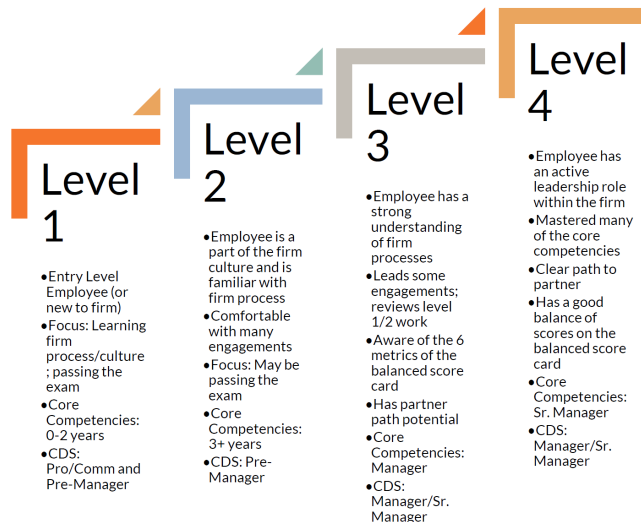 Level
1
•Entry Level
Employee (or
new to firm)
•Focus: Learning
firm
process/culture
; passing the
exam
•Core
Competencies:
0-2 years
•CDS:
Pro/Comm and
Pre-Manager
Level
2
•Employee is a
part of the firm
culture and is
familiar with
firm process
•Comfortable
with many
engagements
•Focus: May be
passing the
exam
•Core
Competencies:
3+ years
•CDS: Pre-
Manager
Level
3
•Employee has a
strong
understanding
of firm
processes
•Leads some
engagements;
reviews level
1/2 work
•Aware of the 6
metrics of the
balanced score
card
•Has partner
path potential
•Core
Competencies:
Manager
•CDS:
Manager/Sr.
Manager
Level
4
•Employee has
an active
leadership role
within the firm
•Mastered many
of the core
competencies
•Clear path to
partner
•Has a good
balance of
scores on the
balanced score
card
•Core
Competencies:
Sr. Manager
•CDS:
Manager/Sr.
Manager